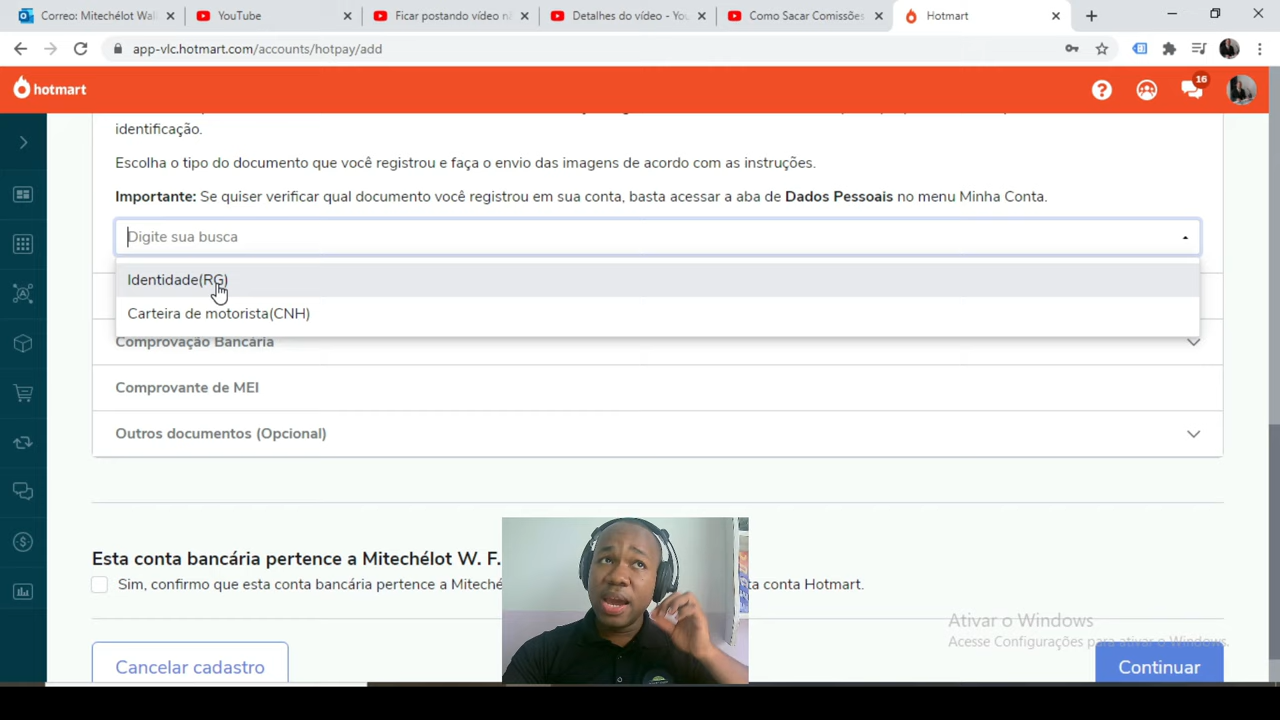 Correo: Mitechélot Wall
YouTube
Ficar postando vídeo nã
Detalhes do vídeo - You
Como Sacar Comissões
Hotmart
app-vlc.hotmart.com/accounts/hotpay/add
hotmart
16
identificação.
Escolha o tipo do documento que você registrou e faça o envio das imagens de acordo com as instruções.
Importante: Se quiser verificar qual documento você registrou em sua conta, basta acessar a aba de Dados Pessoais no menu Minha Conta.
Digite sua busca
Identidade(RG)
Carteira de motorista(CNH)
Comprovação Bancária
Comprovante de MEI
Outros documentos (Opcional)
Esta conta bancária pertence a Mitechélot W. F.
Sim, confirmo que esta conta bancária pertence a Miteché ta conta Hotmart.
Ativar o Windows
Acesse Configurações para ativar o Windows.
Cancelar cadastro
Continuar